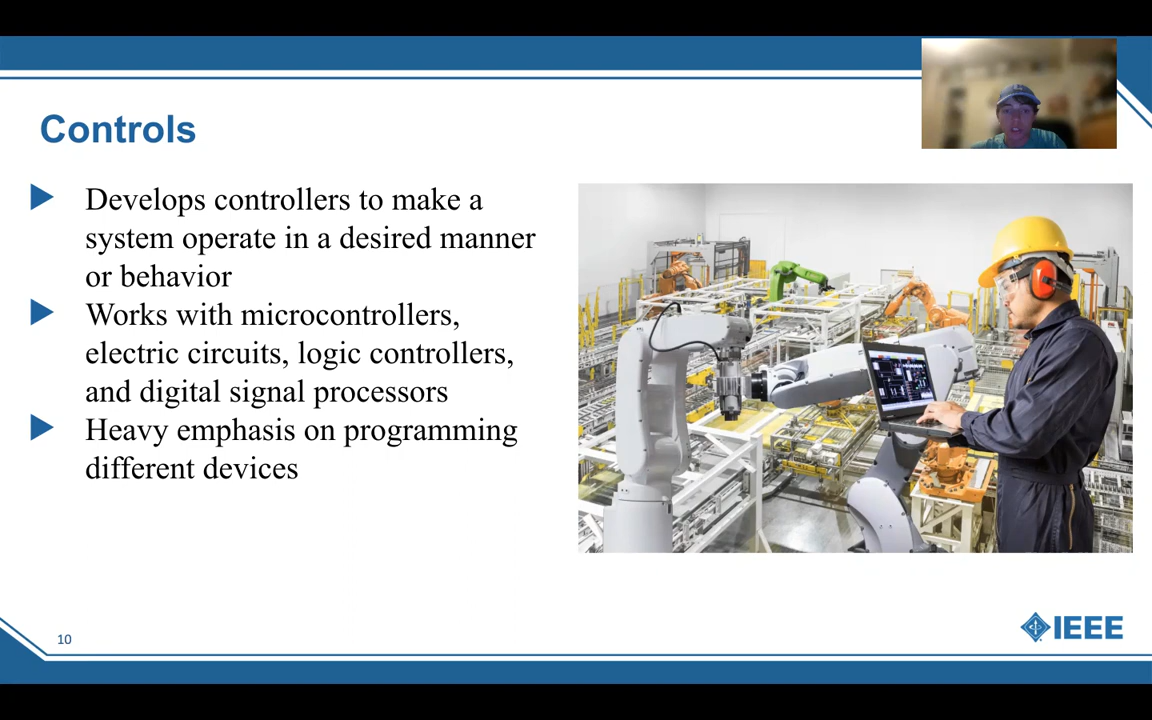 Controls
Develops controllers to make a
system operate in a desired manner
or behavior
Works with microcontrollers,
electric circuits, logic controllers,
and digital signal processors
Heavy emphasis on programming
different devices
10
IEEE